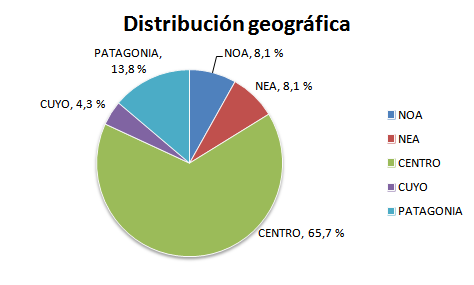 Distribución geográfica
PATAGONIA,
13,8 %
NOA, 8,1 %
NEA, 8,1 %
CUYO, 4,3 %
CENTRO, 65,7 %
NOA
NEA
CENTRO
CUYO
PATAGONIA